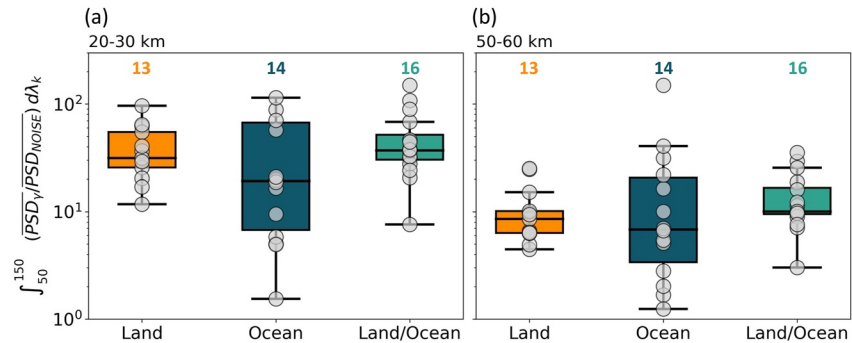 (a)
20-30 km
13 14 16
10²
10¹
10⁰
∫₅₀¹⁵⁰ (PSD_γ/PSD_NOISE) dλₖ
Land Ocean Land/Ocean
(b)
50-60 km
13 14 16
Land Ocean Land/Ocean